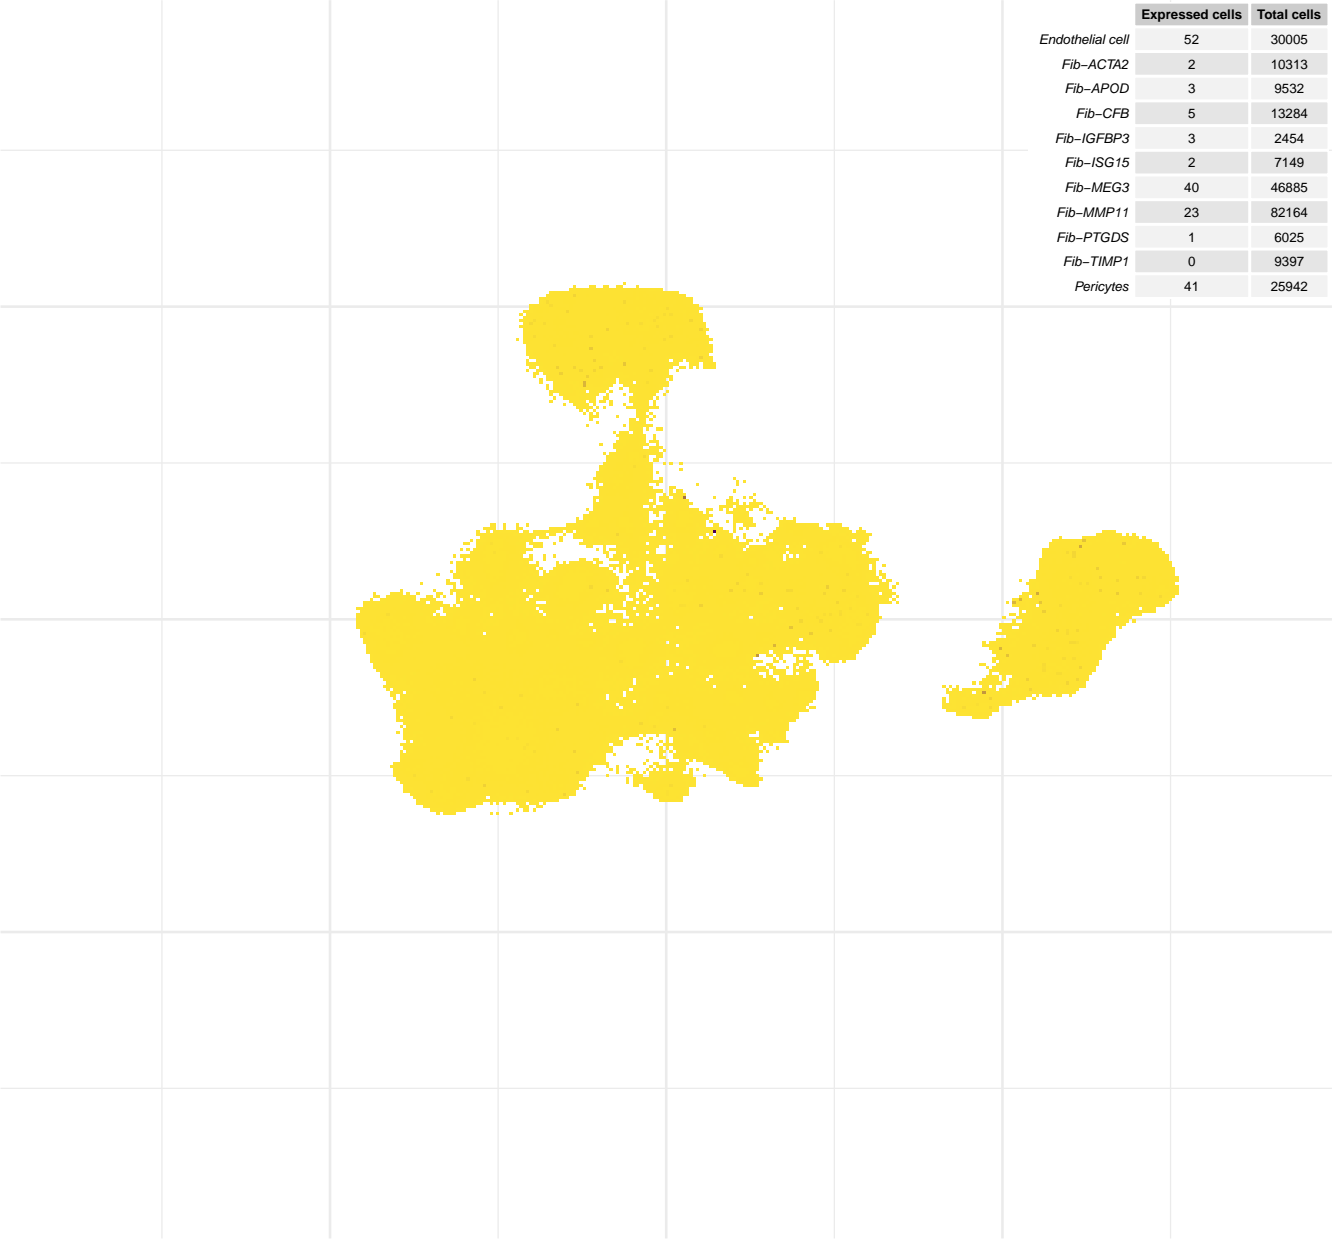 Expressed cells Total cells
Endothelial cell 52 30005
Fib−ACTA2 2 10313
Fib−APOD 3 9532
Fib−CFB 5 13284
Fib−IGFBP3 3 2454
Fib−ISG15 2 7149
Fib−MEG3 40 46885
Fib−MMP11 23 82164
Fib−PTGDS 1 6025
Fib−TIMP1 0 9397
Pericytes 41 25942